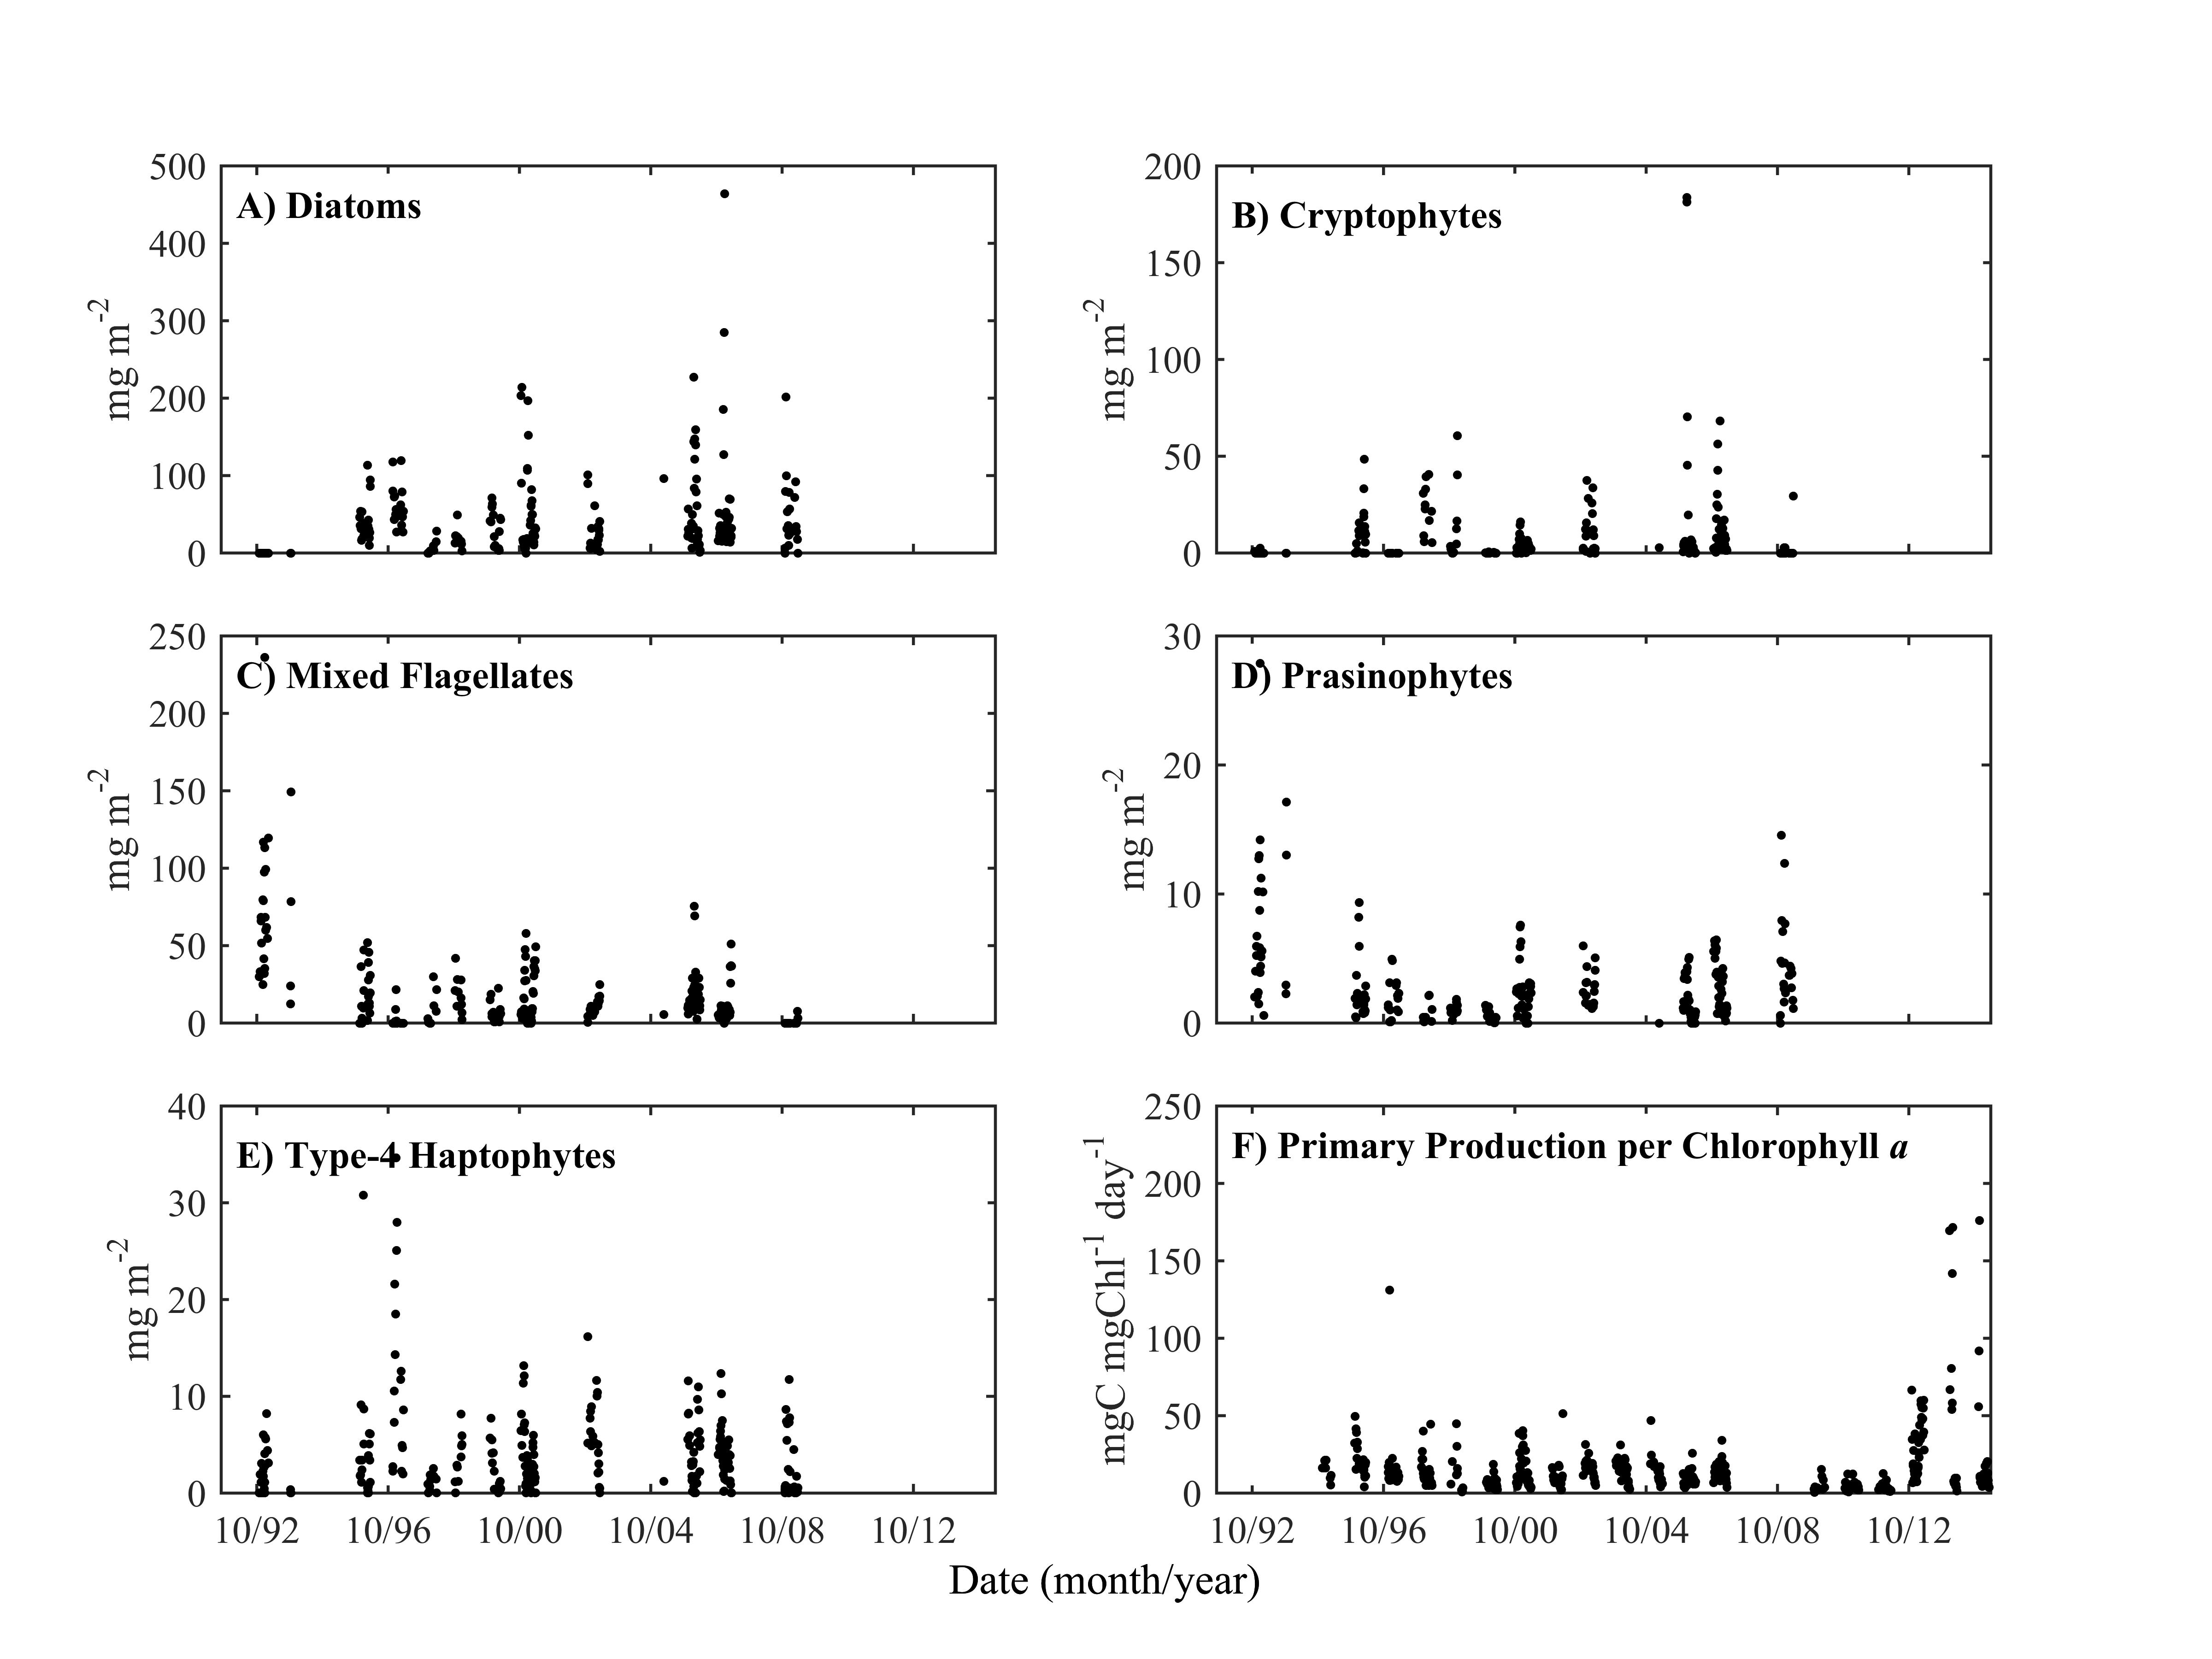 500
400
300
200
100
0
mg m-2
A) Diatoms
200
150
100
50
0
mg m-2
B) Cryptophytes
250
200
150
100
50
0
mg m-2
C) Mixed Flagellates
30
20
10
0
mg m-2
D) Prasinophytes
40
30
20
10
0
mg m-2
E) Type-4 Haptophytes
10/92 10/96 10/00 10/04 10/08 10/12
250
200
150
100
50
0
mgC mgChl-1 day-1
F) Primary Production per Chlorophyll a
10/92 10/96 10/00 10/04 10/08 10/12
Date (month/year)